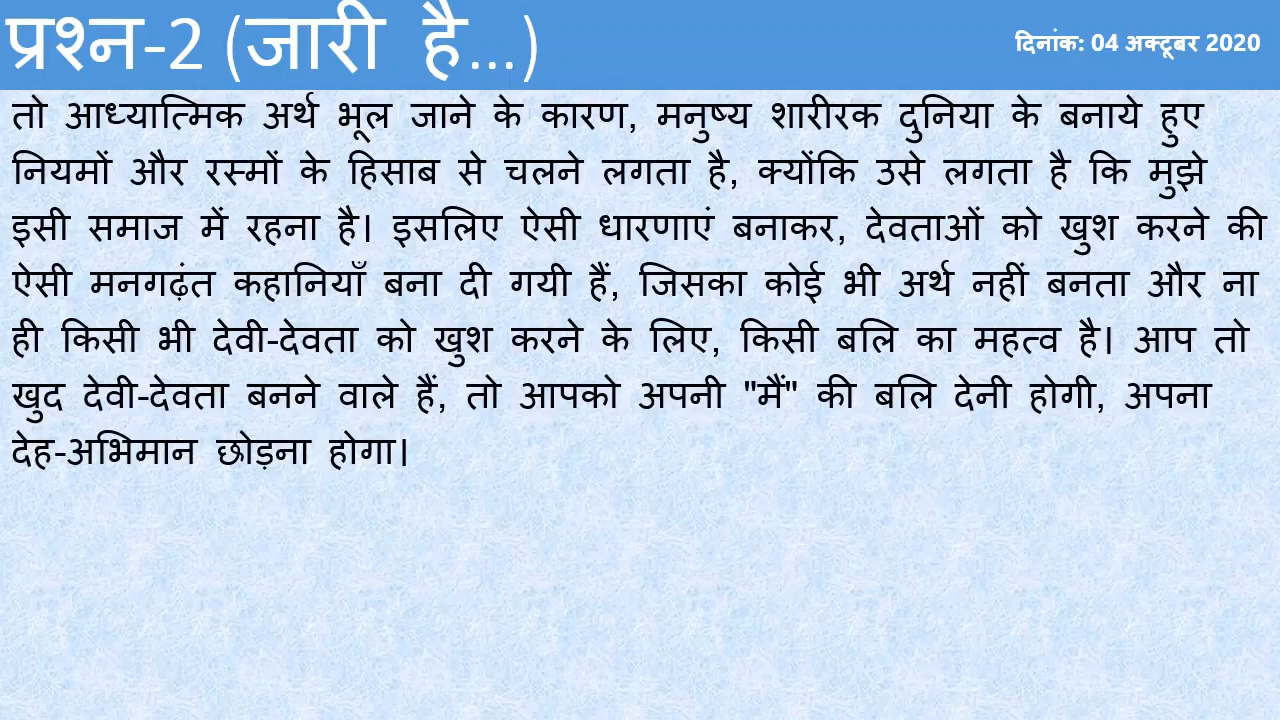 प्रश्न-2 (जारी है...)
दिनांक: 04 अक्टूबर 2020
तो आध्यात्मिक अर्थ भूल जाने के कारण, मनुष्य शारीरक दुनिया के बनाये हुए
नियमों और रस्मों के हिसाब से चलने लगता है, क्योंकि उसे लगता है कि मुझे
इसी समाज में रहना है। इसलिए ऐसी धारणाएं बनाकर, देवताओं को खुश करने की
ऐसी मनगढ़ंत कहानियाँ बना दी गयी हैं, जिसका कोई भी अर्थ नहीं बनता और ना
ही किसी भी देवी-देवता को खुश करने के लिए, किसी बलि का महत्व है। आप तो
खुद देवी-देवता बनने वाले हैं, तो आपको अपनी "मैं" की बलि देनी होगी, अपना
देह-अभिमान छोड़ना होगा।